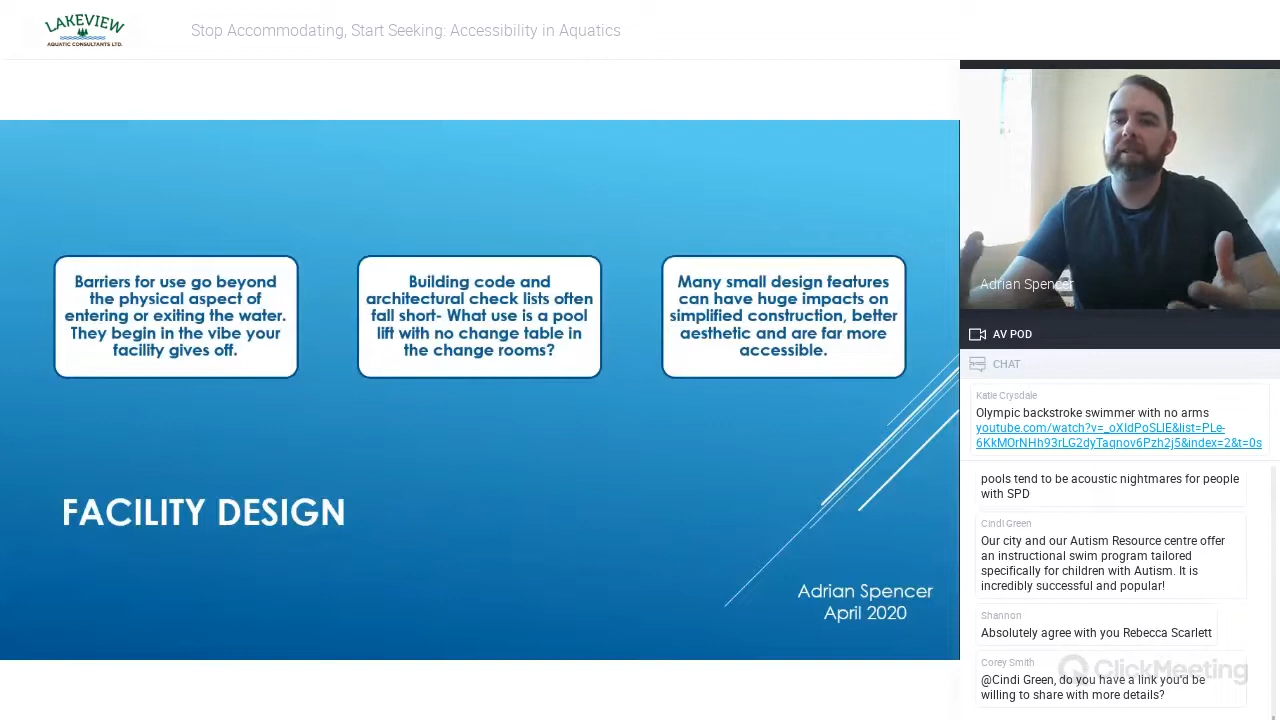 LAKEVIEW
AQUATIC CONSULTANTS LTD.
Stop Accommodating, Start Seeking: Accessibility in Aquatics
Barriers for use go beyond
the physical aspect of
entering or exiting the water.
They begin in the vibe your
facility gives off.
Building code and
architectural check lists often
fall short- What use is a pool
lift with no change table in
the change rooms?
Many small design features
can have huge impacts on
simplified construction, better
aesthetic and are far more
accessible.
FACILITY DESIGN
Adrian Spencer
April 2020
Adrian Spencer
AV POD
CHAT
Katie Crysdale
Olympic backstroke swimmer with no arms
youtube.com/watch?v=_oXIdPoSLIE&list=PLe-
6KkMOrNHh93rLG2dyTaqnov6Pzh2j5&index=2&t=0s
pools tend to be acoustic nightmares for people
with SPD
Cindi Green
Our city and our Autism Resource centre offer
an instructional swim program tailored
specifically for children with Autism. It is
incredibly successful and popular!
Shannon
Absolutely agree with you Rebecca Scarlett
Corey Smith
@Cindi Green, do you have a link you'd be
willing to share with more details?
ClickMeeting